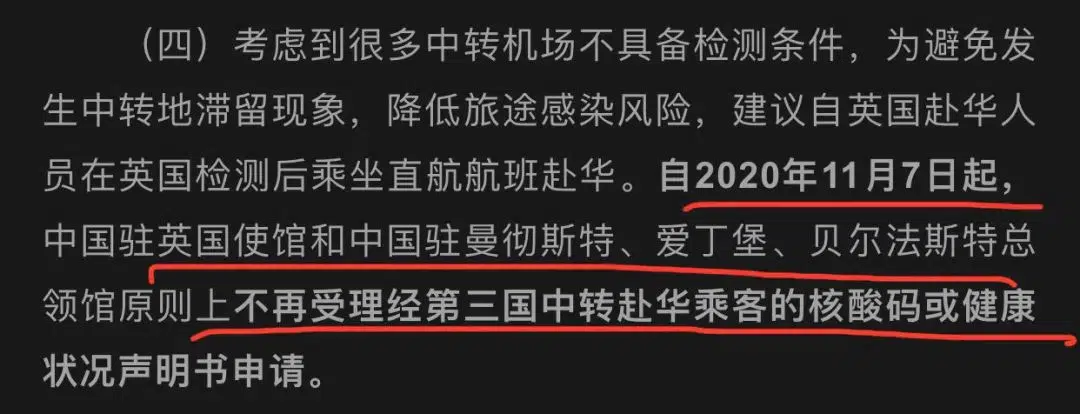 （四）考虑到很多中转机场不具备检测条件，为避免发
生中转地滞留现象，降低旅途感染风险，建议自英国赴华人
员在英国检测后乘坐直航航班赴华。自2020年11月7日起，
中国驻英国使馆和中国驻曼彻斯特、爱丁堡、贝尔法斯特总
领馆原则上不再受理经第三国中转赴华乘客的核酸码或健康
状况声明书申请。